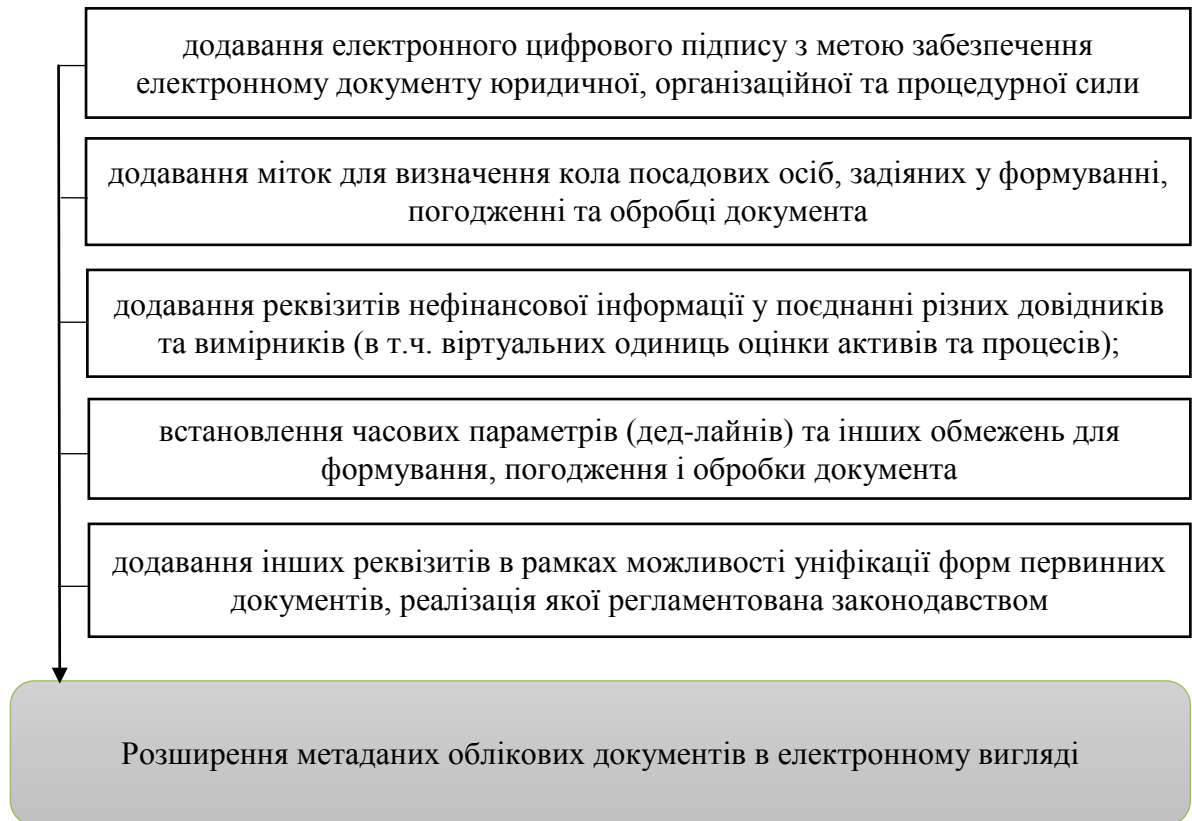 додавання електронного цифрового підпису з метою забезпечення
електронному документу юридичної, організаційної та процедурної сили
додавання міток для визначення кола посадових осіб, задіяних у формуванні,
погодженні та обробці документа
додавання реквізитів нефінансової інформації у поєднанні різних довідників
та вимірників (в т.ч. віртуальних одиниць оцінки активів та процесів);
встановлення часових параметрів (дед-лайнів) та інших обмежень для
формування, погодження і обробки документа
додавання інших реквізитів в рамках можливості уніфікації форм первинних
документів, реалізація якої регламентована законодавством
Розширення метаданих облікових документів в електронному вигляді